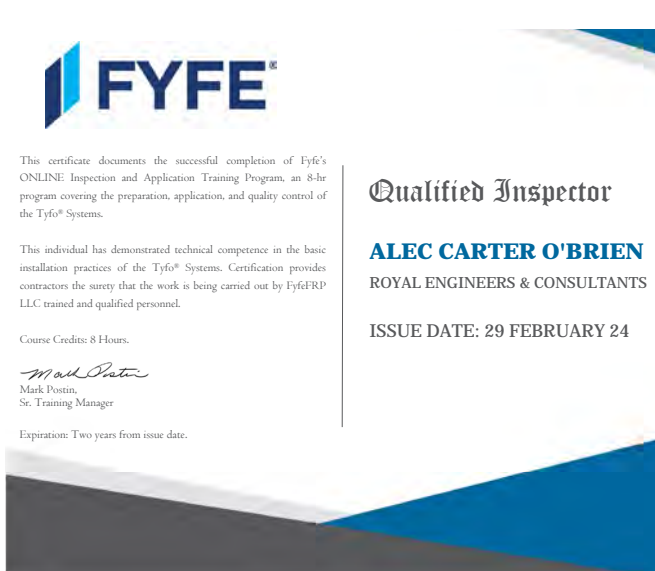 FYFE®
This certificate documents the successful completion of Fyfe's
ONLINE Inspection and Application Training Program, an 8-hr
program covering the preparation, application, and quality control of
the Tyfo® Systems.
This individual has demonstrated technical competence in the basic
installation practices of the Tyfo® Systems. Certification provides
contractors the surety that the work is being carried out by FyfeFRP
LLC trained and qualified personnel.
Course Credits: 8 Hours.
Mark Postin
Mark Postin,
Sr. Training Manager
Expiration: Two years from issue date.
Qualified Inspector
ALEC CARTER O'BRIEN
ROYAL ENGINEERS & CONSULTANTS
ISSUE DATE: 29 FEBRUARY 24